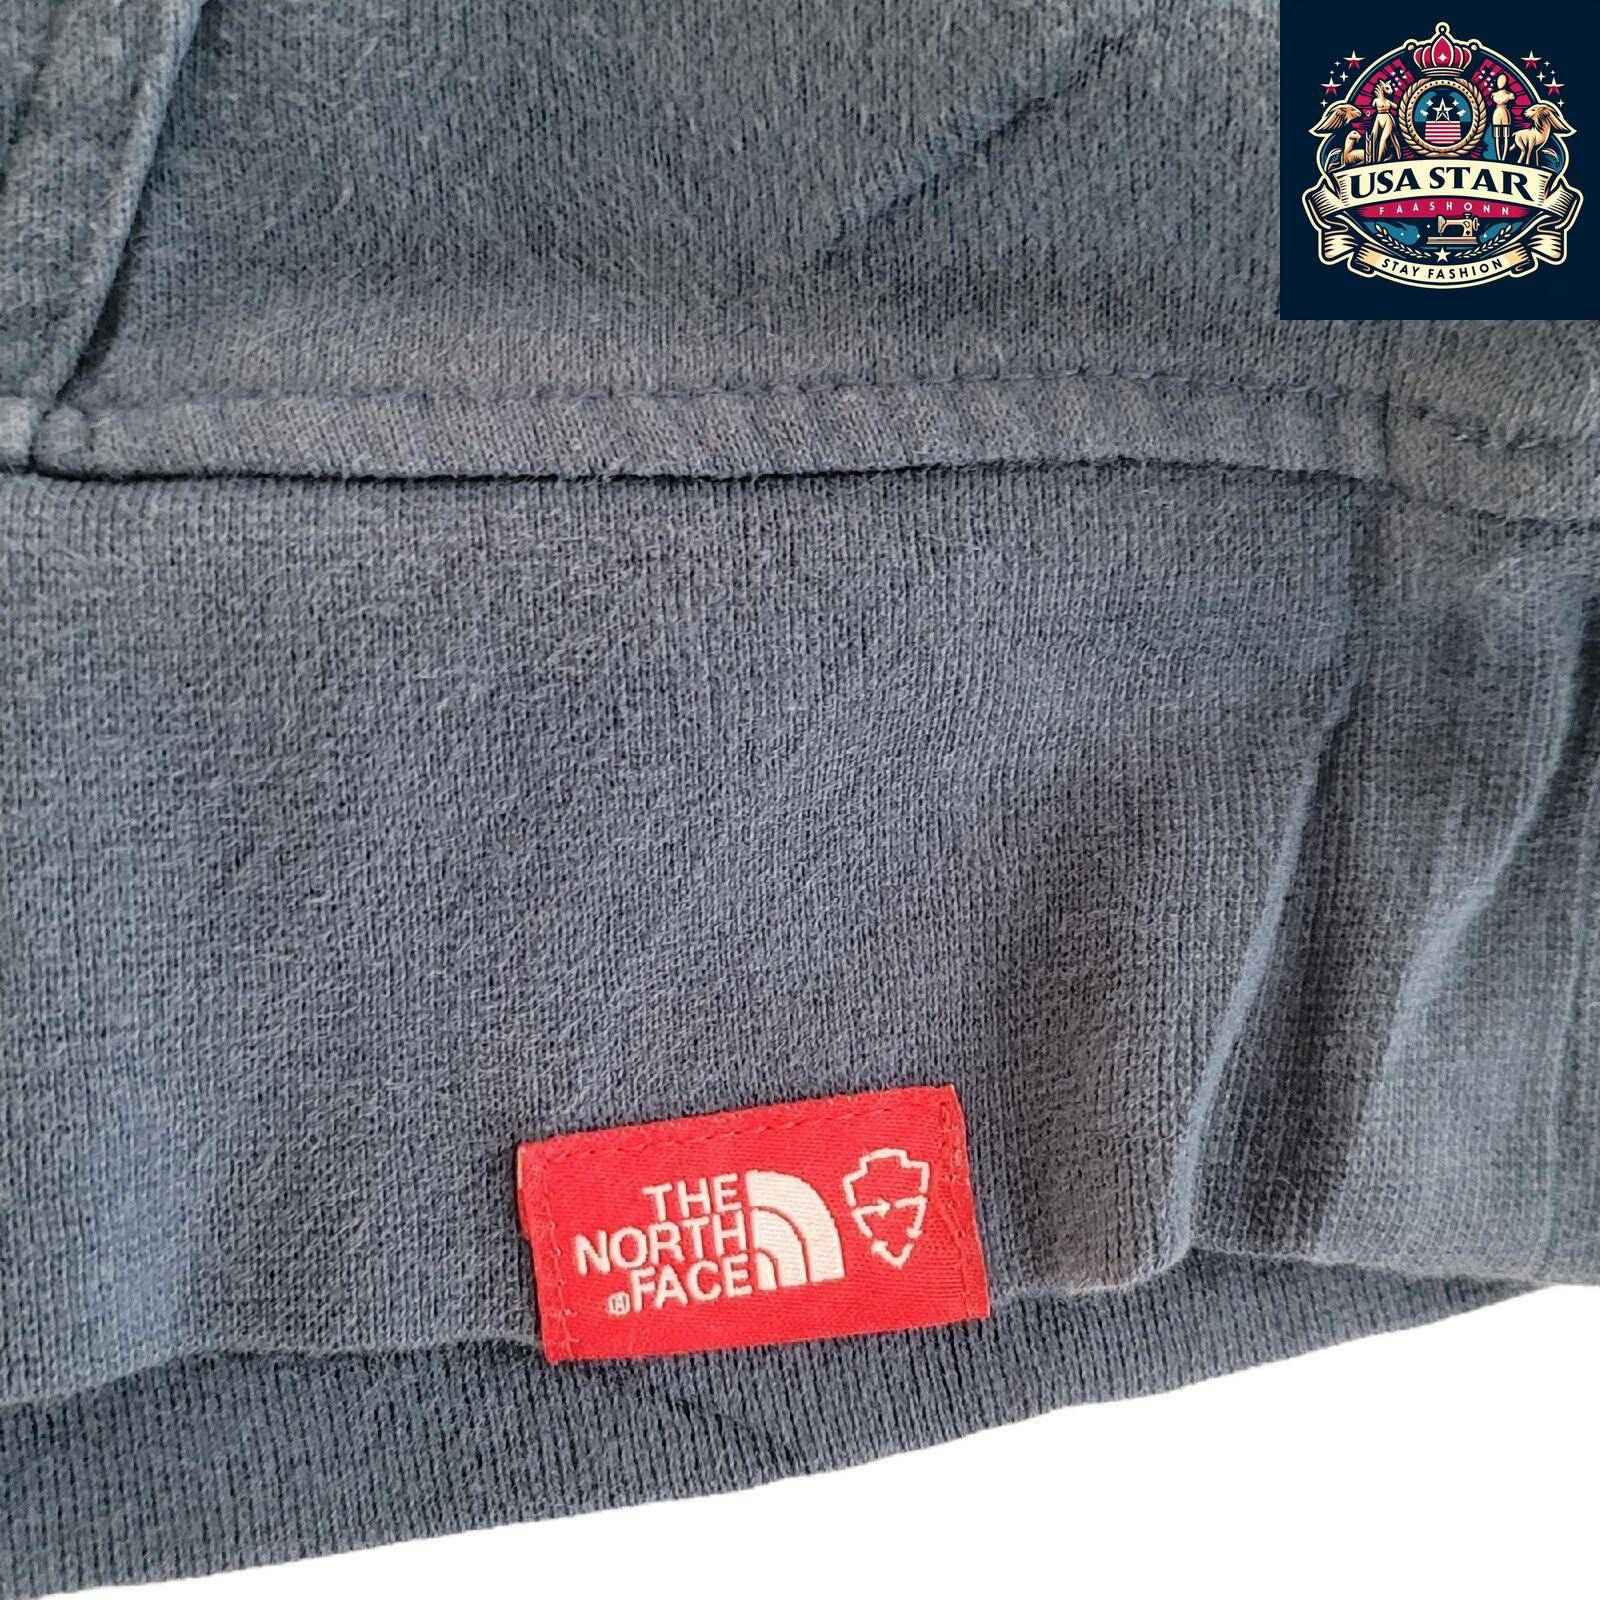 USA STAR
FAASHONN
STAY FASHION
THE
NORTH
®FACE